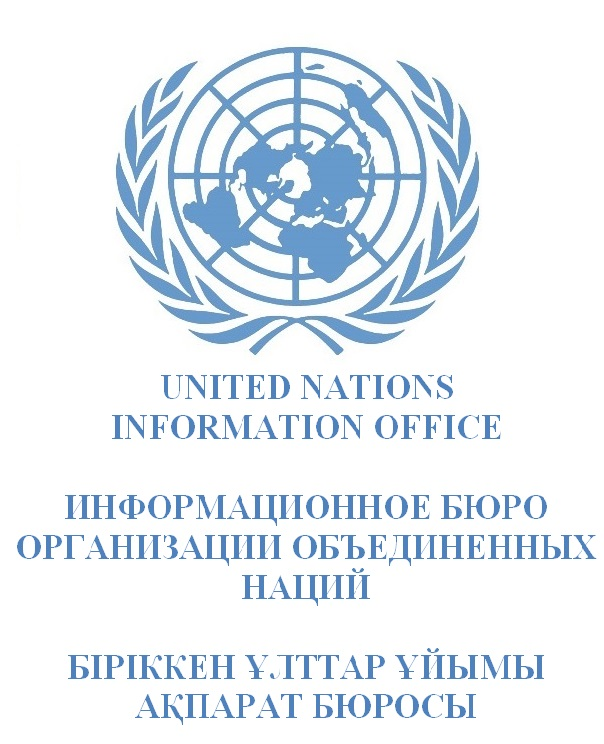 UNITED NATIONS
INFORMATION OFFICE
ИНФОРМАЦИОННОЕ БЮРО
ОРГАНИЗАЦИИ ОБЪЕДИНЕННЫХ
НАЦИЙ
БІРІККЕН ҰЛТТАР ҰЙЫМЫ
АҚПАРАТ БЮРОСЫ